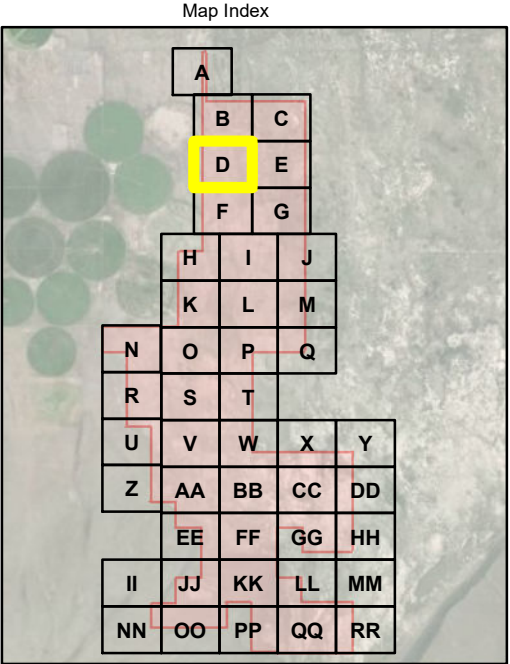 Map Index
A
B C
D E
F G
H I J
K L M
N O P Q
R S T
U V W X Y
Z AA BB CC DD
EE FF GG HH
II JJ KK LL MM
NN OO PP QQ RR